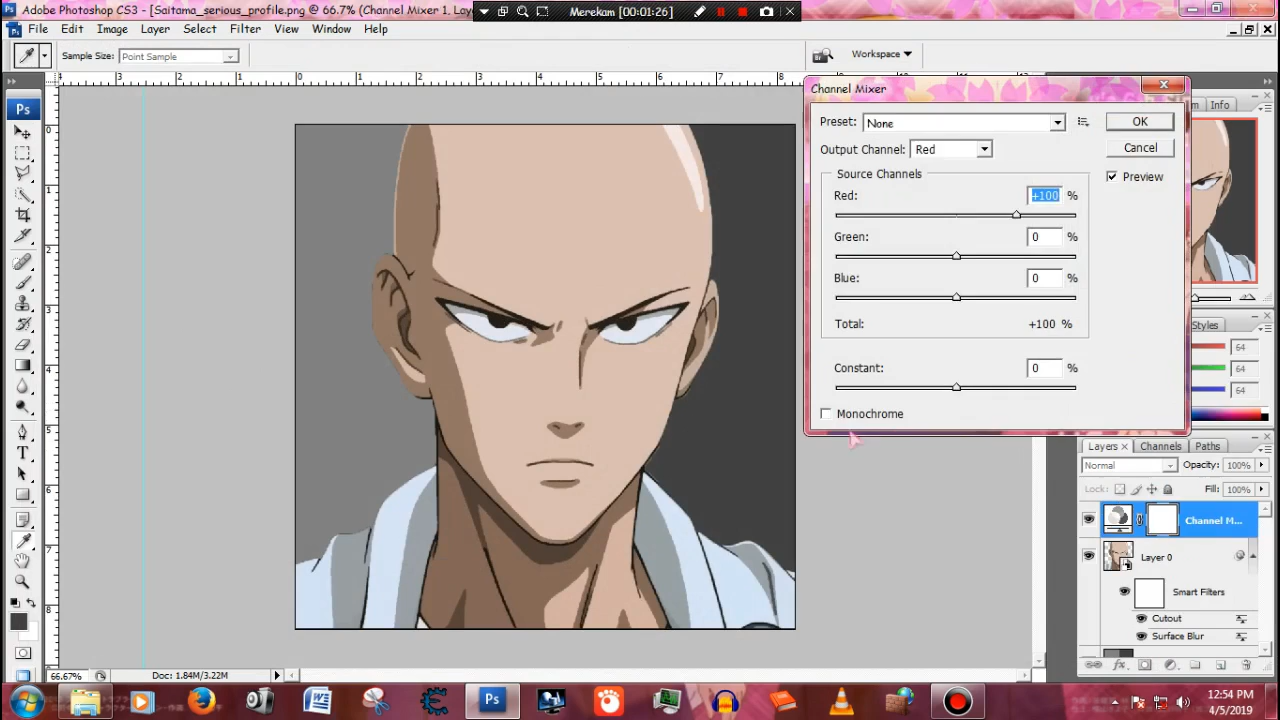 Adobe Photoshop CS3 - [Saitama_serious_profile.png @ 66.7% (Channel Mixer 1, Lay
Merekam [00:01:26]
File Edit Image Layer Select Filter View Window Help
Sample Size: Point Sample
Workspace
Channel Mixer
Preset: None
OK
Output Channel: Red
Cancel
Source Channels
Preview
Red: +100 %
Green: 0 %
Blue: 0 %
Total: +100 %
Constant: 0 %
Monochrome
Info
Styles
64
64
64
Layers Channels Paths
Normal Opacity: 100%
Lock: Fill: 100%
Channel M...
Layer 0
Smart Filters
Cutout
Surface Blur
66.67% Doc: 1.84M/3.22M
12:54 PM
4/5/2019